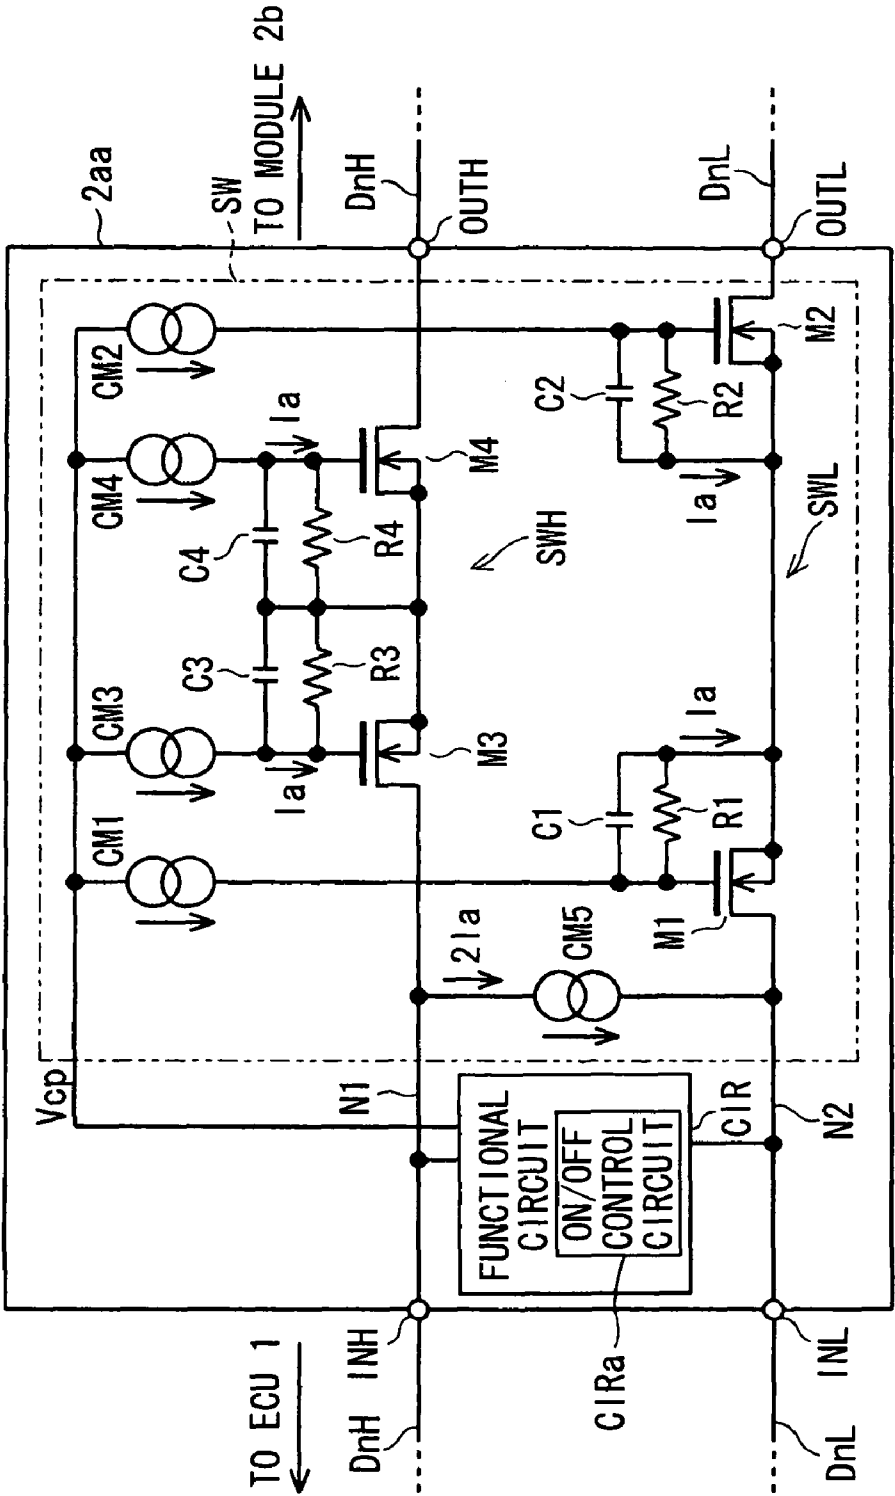 2aa
SW
TO ECU 1
TO MODULE 2b
Vcp
CM1
CM3
CM4
CM2
DnH
INH
N1
2Ia
Ia
C3
R3
M3
C4
R4
Ia
M4
SWH
OUTH
DnH
FUNCTIONAL
CIRCUIT
ON/OFF
CONTROL
CIRCUIT
CIRa
CIR
CM5
C1
R1
M1
Ia
C2
R2
Ia
M2
SWL
DnL
INL
N2
OUTL
DnL